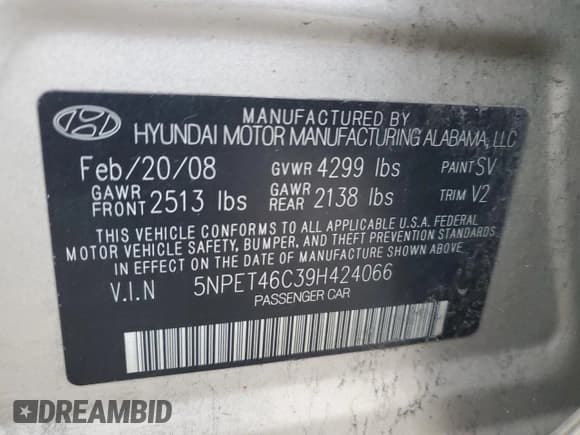 MANUFACTURED BY
HYUNDAI MOTOR MANUFACTURING ALABAMA, LLC
Feb/20/08 GVWR 4299 lbs PAINT SV
GAWR FRONT 2513 lbs GAWR REAR 2138 lbs TRIM V2
THIS VEHICLE CONFORMS TO ALL APPLICABLE U.S.A. FEDERAL
MOTOR VEHICLE SAFETY, BUMPER, AND THEFT PREVENTION
STANDARDS IN EFFECT ON THE DATE OF MANUFACTURE SHOWN ABOVE.
V.I.N 5NPET46C39H424066
PASSENGER CAR
DREAMBID